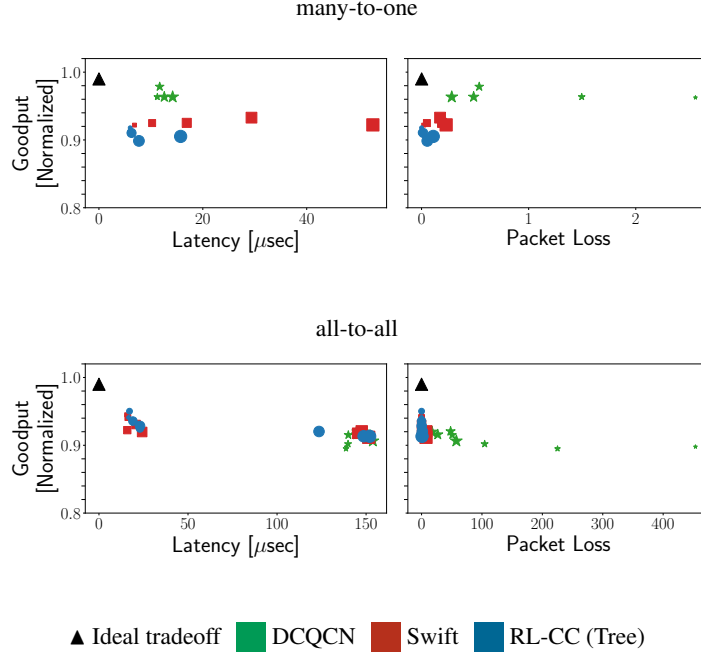 many-to-one
Goodput
[Normalized]
1.0
0.9
0.8
0
20
40
Latency [μsec]
0
1
2
Packet Loss
all-to-all
Goodput
[Normalized]
1.0
0.9
0.8
0
50
100
150
Latency [μsec]
0
100
200
300
400
Packet Loss
Ideal tradeoff
DCQCN
Swift
RL-CC (Tree)